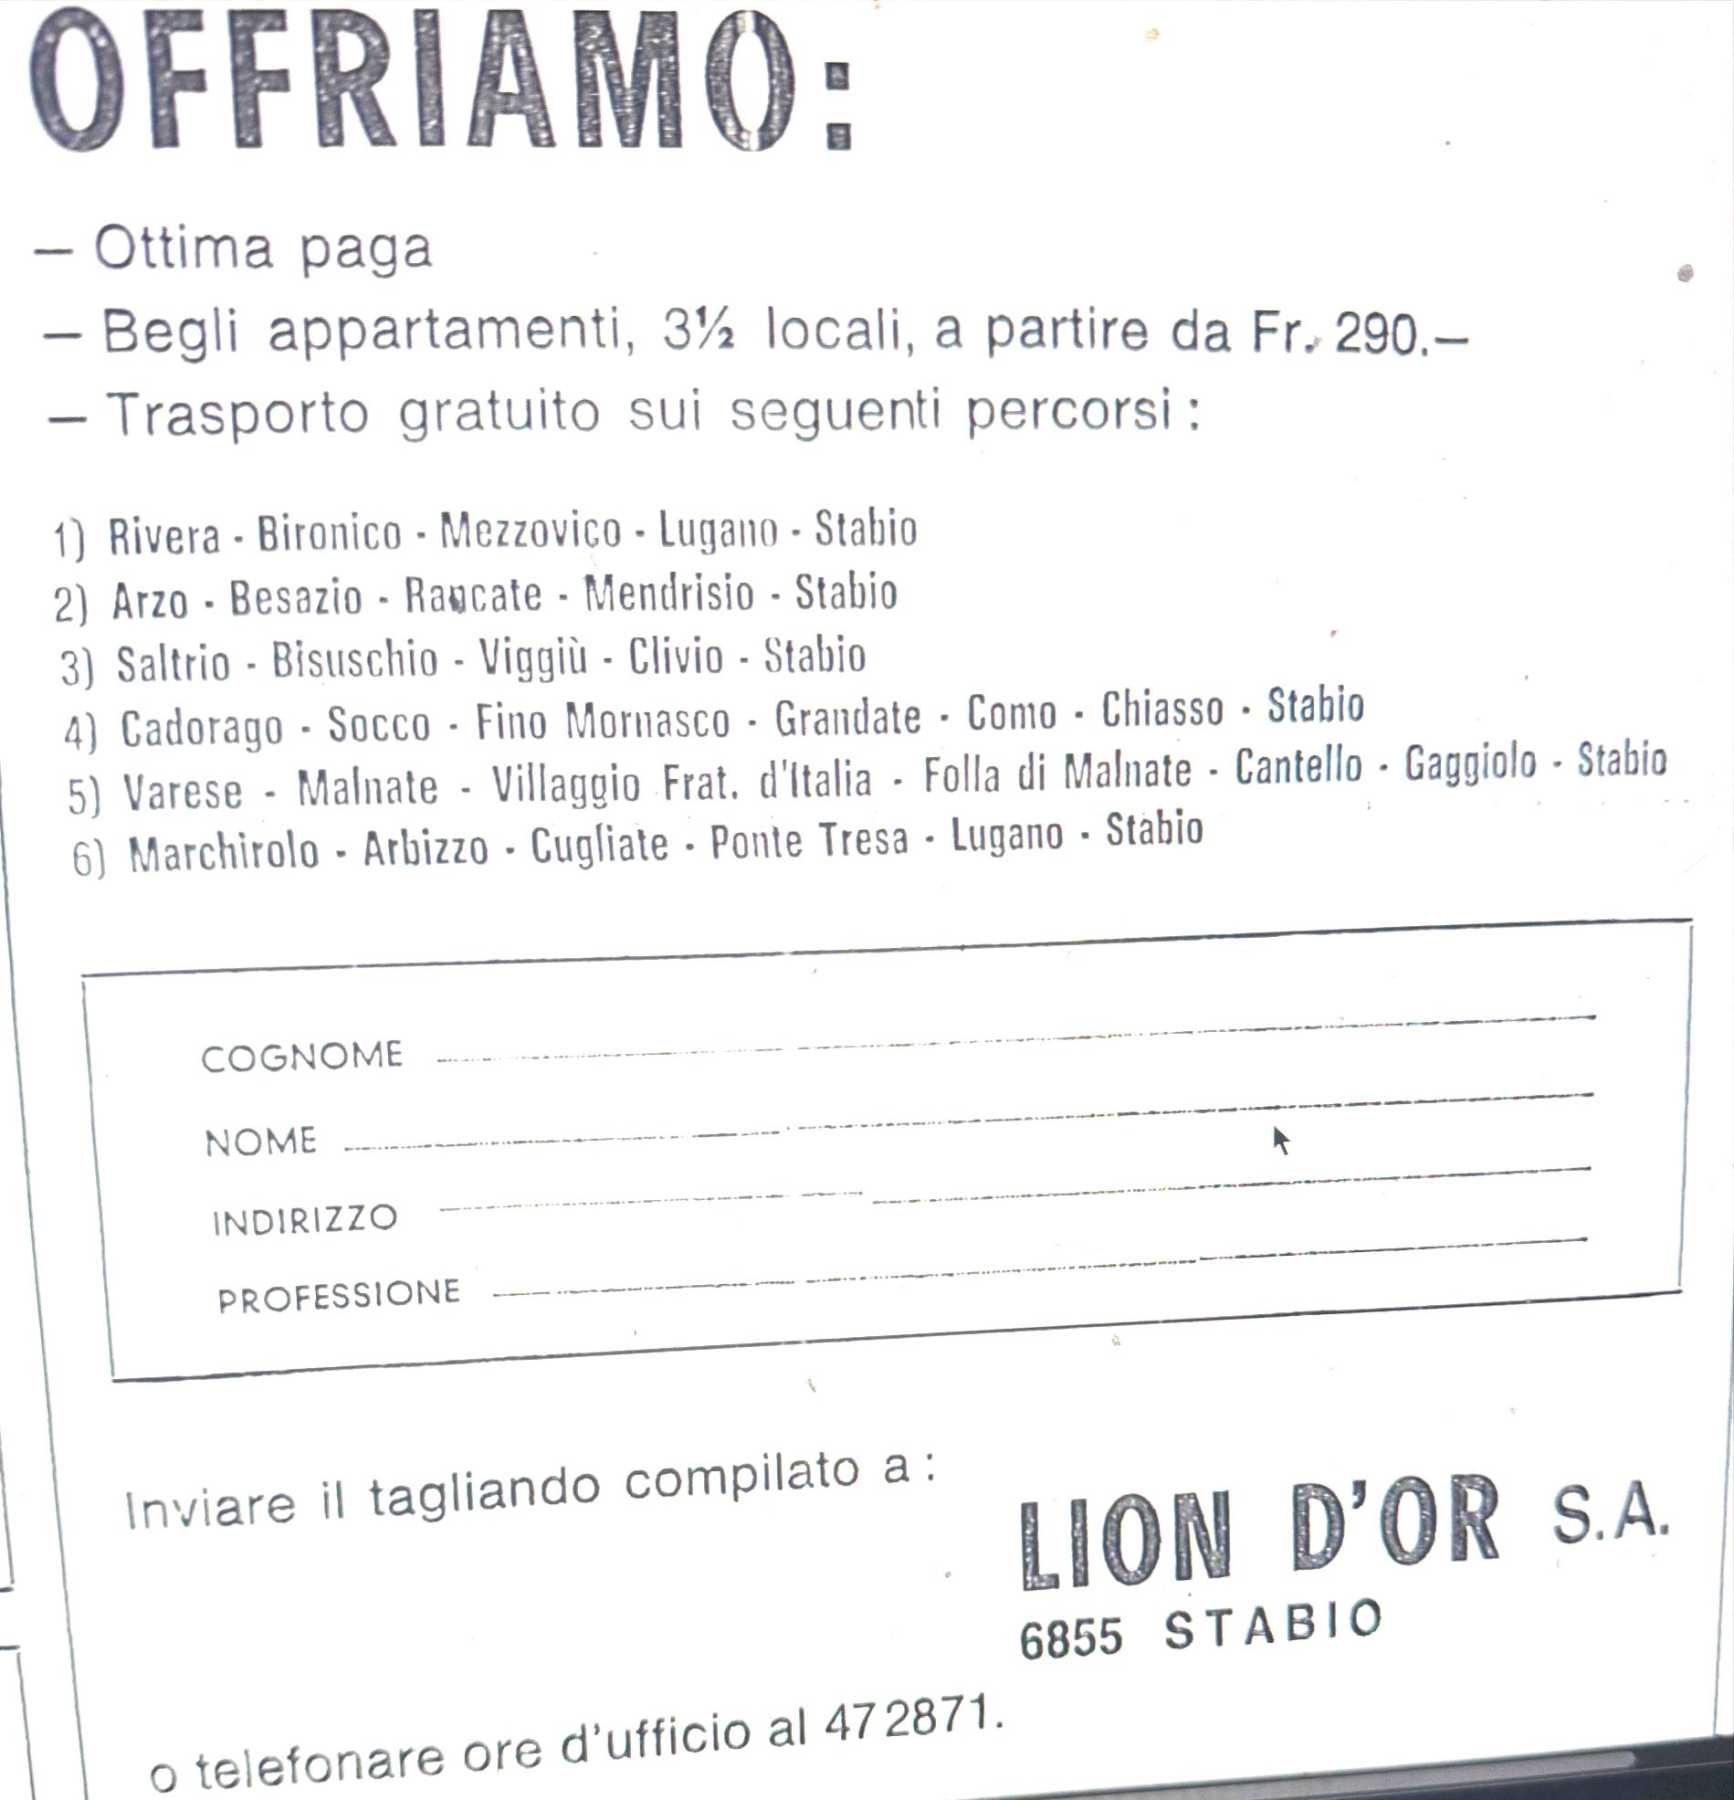 OFFRIAMO:
— Ottima paga
— Begli appartamenti, 3½ locali, a partire da Fr. 290.—
— Trasporto gratuito sui seguenti percorsi:
1) Rivera - Bironico - Mezzovico - Lugano - Stabio
2) Arzo - Besazio - Rancate - Mendrisio - Stabio
3) Saltrio - Bisuschio - Viggiù - Clivio - Stabio
4) Cadorago - Socco - Fino Mornasco - Grandate - Como - Chiasso - Stabio
5) Varese - Malnate - Villaggio Frat. d'Italia - Folla di Malnate - Cantello - Gaggiolo - Stabio
6) Marchirolo - Arbizzo - Cugliate - Ponte Tresa - Lugano - Stabio
COGNOME
NOME
INDIRIZZO
PROFESSIONE
Inviare il tagliando compilato a:
LION D'OR S.A.
6855 STABIO
o telefonare ore d'ufficio al 472871.